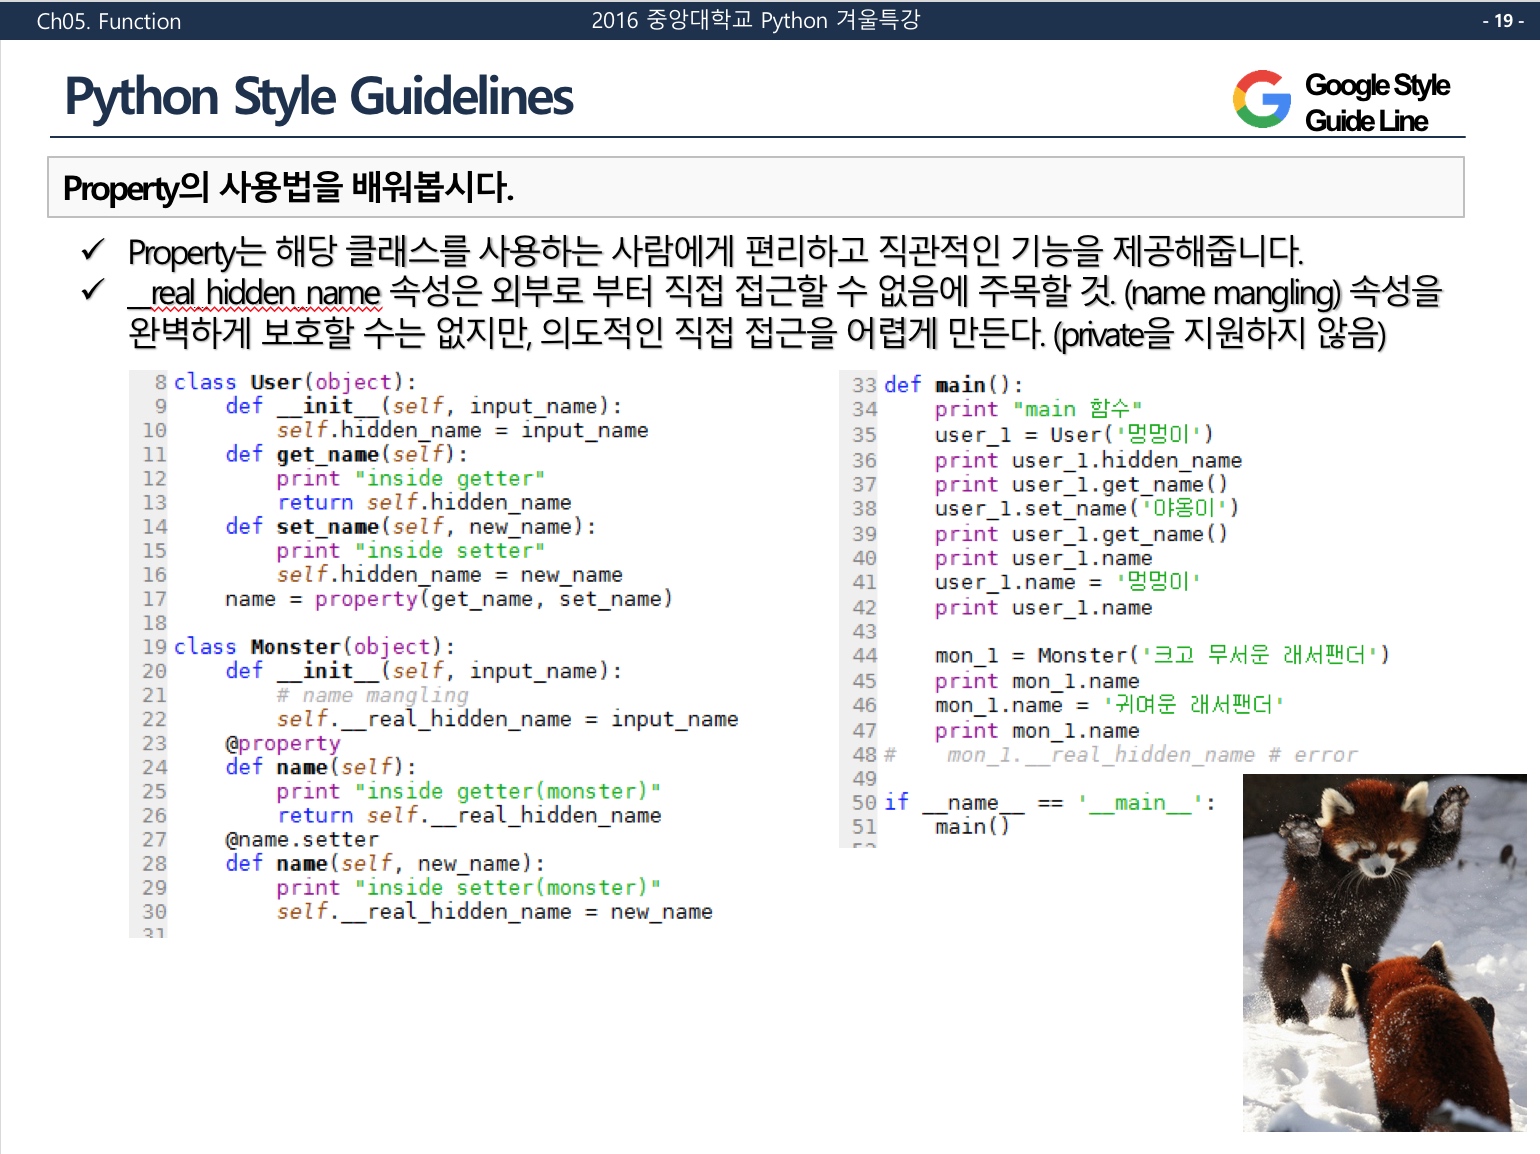 Ch05. Function
2016 중앙대학교 Python 겨울특강
- 19 -
Python Style Guidelines
Google Style
Guide Line
Property의 사용법을 배워봅시다.
✓ Property는 해당 클래스를 사용하는 사람에게 편리하고 직관적인 기능을 제공해줍니다.
✓ __real_hidden_name 속성은 외부로 부터 직접 접근할 수 없음에 주목할 것. (name mangling) 속성을
완벽하게 보호할 수는 없지만, 의도적인 직접 접근을 어렵게 만든다. (private을 지원하지 않음)
8 class User(object):
9     def __init__(self, input_name):
10         self.hidden_name = input_name
11     def get_name(self):
12         print "inside getter"
13         return self.hidden_name
14     def set_name(self, new_name):
15         print "inside setter"
16         self.hidden_name = new_name
17     name = property(get_name, set_name)
18
19 class Monster(object):
20     def __init__(self, input_name):
21         # name mangling
22         self.__real_hidden_name = input_name
23     @property
24     def name(self):
25         print "inside getter(monster)"
26         return self.__real_hidden_name
27     @name.setter
28     def name(self, new_name):
29         print "inside setter(monster)"
30         self.__real_hidden_name = new_name
31
33 def main():
34     print "main 함수"
35     user_1 = User('멍멍이')
36     print user_1.hidden_name
37     print user_1.get_name()
38     user_1.set_name('야옹이')
39     print user_1.get_name()
40     print user_1.name
41     user_1.name = '멍멍이'
42     print user_1.name
43
44     mon_1 = Monster('크고 무서운 래서팬더')
45     print mon_1.name
46     mon_1.name = '귀여운 래서팬더'
47     print mon_1.name
48 #    mon_1.__real_hidden_name # error
49
50 if __name__ == '__main__':
51     main()